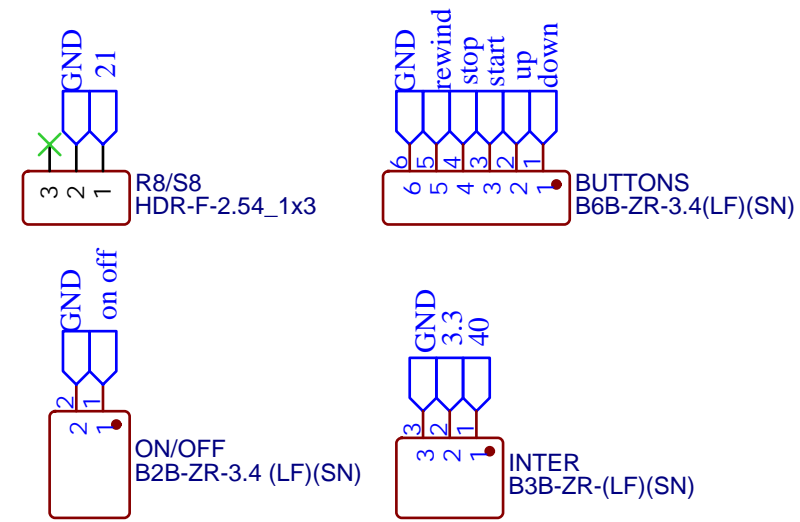 GND
21
3
2
1
R8/S8
HDR-F-2.54_1x3
GND
rewind
stop
start
up
down
6
5
4
3
2
1
6
5
4
3
2
1
BUTTONS
B6B-ZR-3.4(LF)(SN)
GND
on off
2
1
2
1
ON/OFF
B2B-ZR-3.4 (LF)(SN)
GND
3.3
40
3
2
1
3
2
1
INTER
B3B-ZR-(LF)(SN)